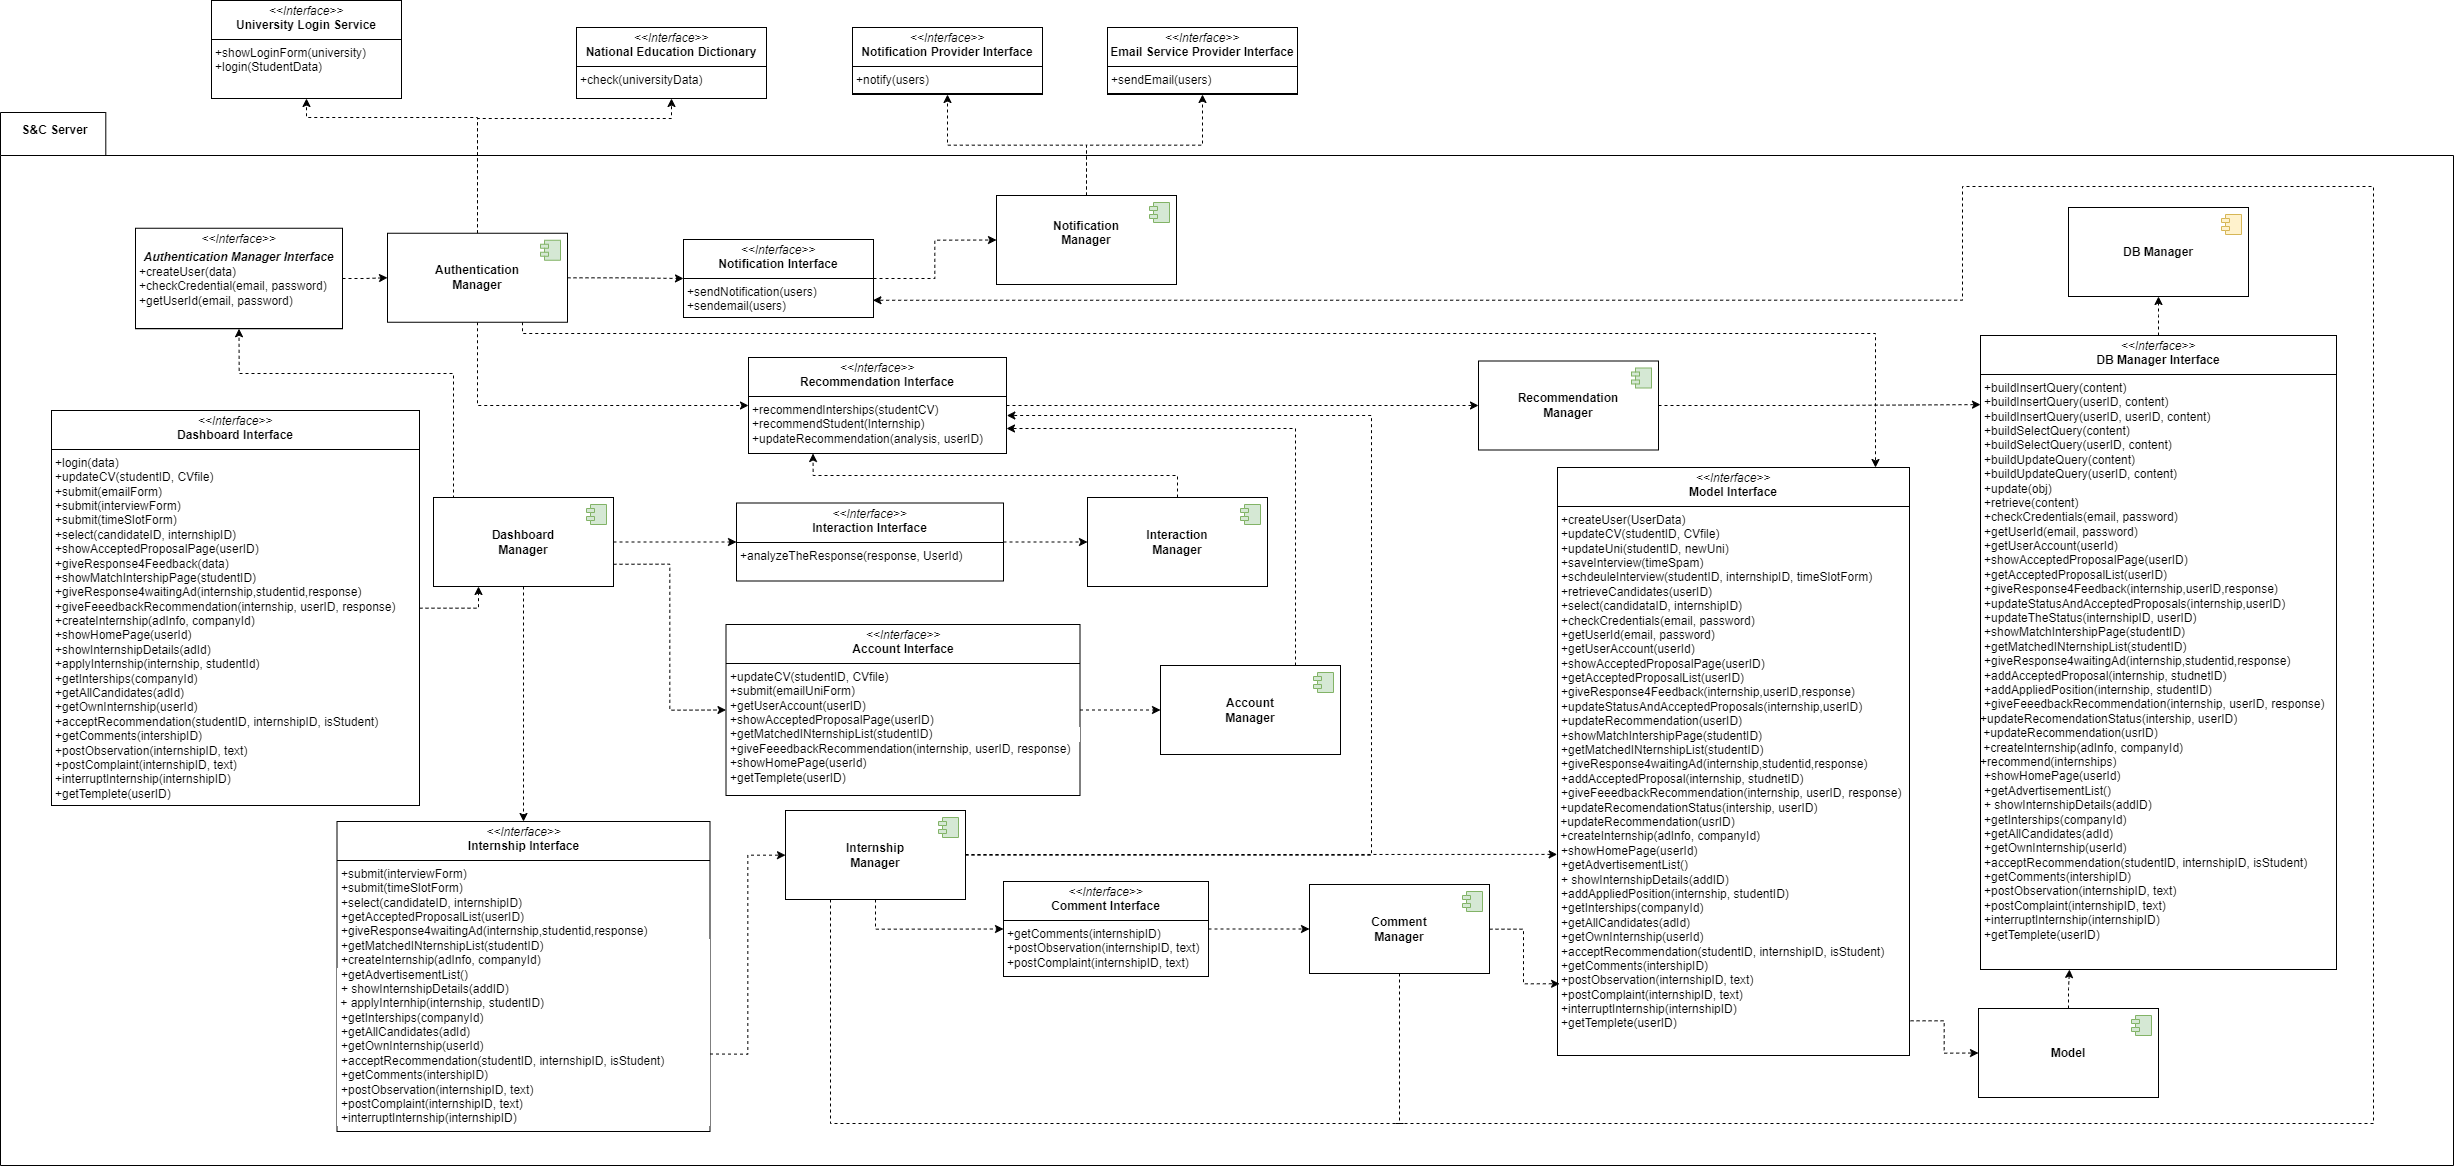 <<Interface>>
University Login Service
+showLoginForm(university)
+login(StudentData)
<<Interface>>
National Education Dictionary
+check(universityData)
<<Interface>>
Notification Provider Interface
+notify(users)
<<Interface>>
Email Service Provider Interface
+sendEmail(users)
S&C Server
<<Interface>>
Authentication Manager Interface
+createUser(data)
+checkCredential(email, password)
+getUserId(email, password)
Authentication
Manager
<<Interface>>
Notification Interface
+sendNotification(users)
+sendemail(users)
Notification
Manager
DB Manager
<<Interface>>
Recommendation Interface
+recommendInterships(studentCV)
+recommendStudent(Internship)
+updateRecommendation(analysis, userID)
Recommendation
Manager
<<Interface>>
DB Manager Interface
+buildInsertQuery(content)
+buildInsertQuery(userID, content)
+buildInsertQuery(userID, userID, content)
+buildSelectQuery(content)
+buildSelectQuery(userID, content)
+buildUpdateQuery(content)
+buildUpdateQuery(userID, content)
+update(obj)
+retrieve(content)
+checkCredentials(email, password)
+getUserId(email, password)
+getUserAccount(userId)
+showAcceptedProposalPage(userID)
+getAcceptedProposalList(userID)
+giveResponse4Feedback(internship,userID,response)
+updateStatusAndAcceptedProposals(internship,userID)
+updateTheStatus(internshipID, userID)
+showMatchIntershipPage(studentID)
+getMatchedINternshipList(studentID)
+giveResponse4waitingAd(internship,studentid,response)
+addAcceptedProposal(internship, studnetID)
+addAppliedPosition(internship, studentID)
+giveFeeedbackRecommendation(internship, userID, response)
+updateRecomendationStatus(intership, userID)
+updateRecommendation(usrID)
+createInternship(adInfo, companyId)
+recommend(internships)
+showHomePage(userId)
+getAdvertisementList()
+ showInternshipDetails(addID)
+getInterships(companyId)
+getAllCandidates(adId)
+getOwnInternship(userId)
+acceptRecommendation(studentID, internshipID, isStudent)
+getComments(intershipID)
+postObservation(internshipID, text)
+postComplaint(internshipID, text)
+interruptInternship(internshipID)
+getTemplete(userID)
<<Interface>>
Dashboard Interface
+login(data)
+updateCV(studentID, CVfile)
+submit(emailForm)
+submit(interviewForm)
+submit(timeSlotForm)
+select(candidateID, internshipID)
+showAcceptedProposalPage(userID)
+giveResponse4Feedback(data)
+showMatchIntershipPage(studentID)
+giveResponse4waitingAd(internship,studentid,response)
+giveFeeedbackRecommendation(internship, userID, response)
+createInternship(adInfo, companyId)
+showHomePage(userId)
+showInternshipDetails(adId)
+applyInternship(internship, studentId)
+getInterships(companyId)
+getAllCandidates(adId)
+getOwnInternship(userId)
+acceptRecommendation(studentID, internshipID, isStudent)
+getComments(intershipID)
+postObservation(internshipID, text)
+postComplaint(internshipID, text)
+interruptInternship(internshipID)
+getTemplete(userID)
Dashboard
Manager
<<Interface>>
Interaction Interface
+analyzeTheResponse(response, UserId)
Interaction
Manager
<<Interface>>
Model Interface
+createUser(UserData)
+updateCV(studentID, CVfile)
+updateUni(studentID, newUni)
+saveInterview(timeSpam)
+schdeuleInterview(studentID, internshipID, timeSlotForm)
+retrieveCandidates(userID)
+select(candidataID, internshipID)
+checkCredentials(email, password)
+getUserId(email, password)
+getUserAccount(userId)
+showAcceptedProposalPage(userID)
+getAcceptedProposalList(userID)
+giveResponse4Feedback(internship,userID,response)
+updateStatusAndAcceptedProposals(internship,userID)
+updateRecommendation(userID)
+showMatchIntershipPage(studentID)
+getMatchedINternshipList(studentID)
+giveResponse4waitingAd(internship,studentid,response)
+addAcceptedProposal(internship, studnetID)
+giveFeeedbackRecommendation(internship, userID, response)
+updateRecomendationStatus(intership, userID)
+updateRecommendation(usrID)
+createInternship(adInfo, companyId)
+showHomePage(userId)
+getAdvertisementList()
+ showInternshipDetails(addID)
+addAppliedPosition(internship, studentID)
+getInterships(companyId)
+getAllCandidates(adId)
+getOwnInternship(userId)
+acceptRecommendation(studentID, internshipID, isStudent)
+getComments(intershipID)
+postObservation(internshipID, text)
+postComplaint(internshipID, text)
+interruptInternship(internshipID)
+getTemplete(userID)
<<Interface>>
Account Interface
+updateCV(studentID, CVfile)
+submit(emailUniForm)
+getUserAccount(userID)
+showAcceptedProposalPage(userID)
+getMatchedINternshipList(studentID)
+giveFeeedbackRecommendation(internship, userID, response)
+showHomePage(userId)
+getTemplete(userID)
Account
Manager
<<Interface>>
Internship Interface
+submit(interviewForm)
+submit(timeSlotForm)
+select(candidateID, internshipID)
+getAcceptedProposalList(userID)
+giveResponse4waitingAd(internship,studentid,response)
+getMatchedINternshipList(studentID)
+createInternship(adInfo, companyId)
+getAdvertisementList()
+ showInternshipDetails(addID)
+ applyInternhip(internship, studentID)
+getInterships(companyId)
+getAllCandidates(adId)
+getOwnInternship(userId)
+acceptRecommendation(studentID, internshipID, isStudent)
+getComments(intershipID)
+postObservation(internshipID, text)
+postComplaint(internshipID, text)
+interruptInternship(internshipID)
Internship
Manager
<<Interface>>
Comment Interface
+getComments(internshipID)
+postObservation(internshipID, text)
+postComplaint(internshipID, text)
Comment
Manager
Model